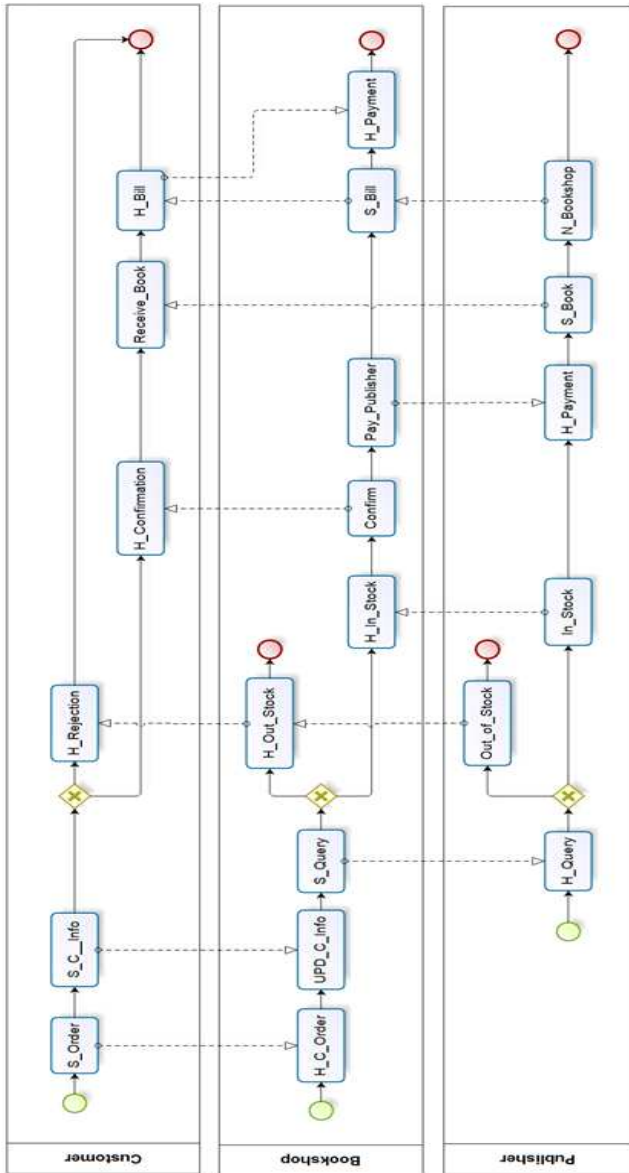 Customer
S_Order
S_C__Info
H_Rejection
H_Confirmation
Receive_Book
H_Bill
Bookshop
H_C_Order
UPD_C_Info
S_Query
H_Out_Stock
H_In_Stock
Confirm
Pay_Publisher
S_Bill
H_Payment
Publisher
H_Query
Out_of_Stock
In_Stock
H_Payment
S_Book
N_Bookshop